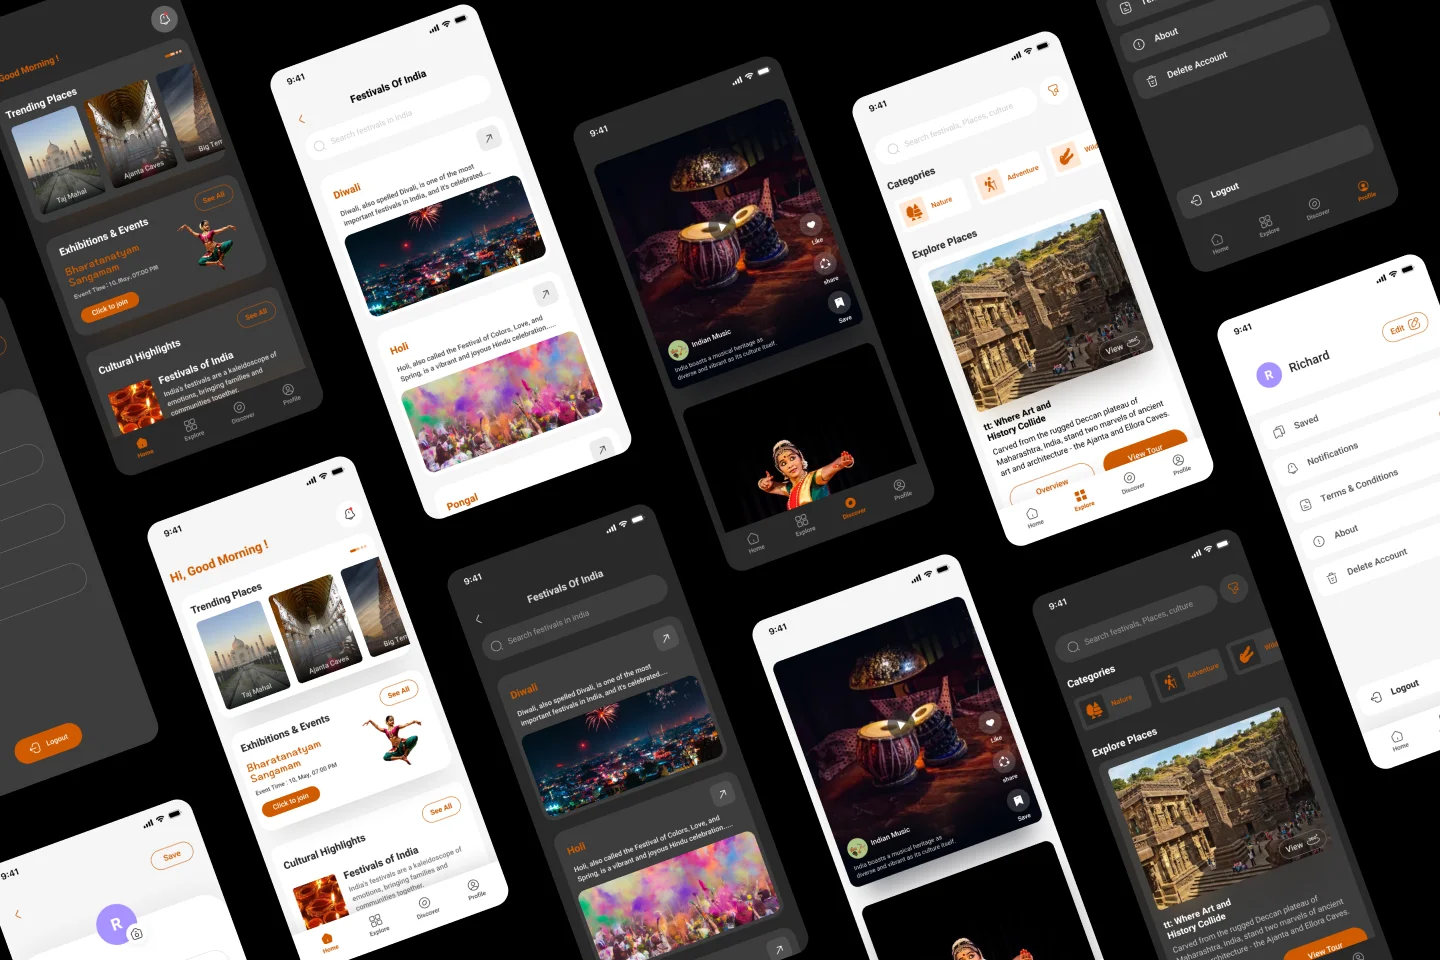 Good Morning !
Trending Places
Taj Mahal
Ajanta Caves
Big Ten
Exhibitions & Events
See All
Bharatanatyam
Sangamam
Event Time : 10, May, 07:00 PM
Click to join
See All
Cultural Highlights
Festivals of India
India's festivals are a kaleidoscope of
emotions, bringing families and
communities together.
Home
Explore
Discover
Profile
9:41
Festivals Of India
Search festivals in india
Diwali
Diwali, also spelled Divali, is one of the most
important festivals in India, and it's celebrated....
Holi
Holi, also called the Festival of Colors, Love, and
Spring, is a vibrant and joyous Hindu celebration.....
Pongal
9:41
Like
share
Save
Indian Music
India boasts a musical heritage as
diverse and vibrant as its culture itself.
Home
Explore
Discover
Profile
9:41
Search festivals, Places, culture
Categories
Nature
Adventure
Wild
Explore Places
View
tt: Where Art and
History Collide
Carved from the rugged Deccan plateau of
Maharashtra, India, stand two marvels of ancient
art and architecture - the Ajanta and Ellora Caves.
Overview
View Tour
Home
Explore
Discover
Profile
About
Delete Account
Logout
Home
Explore
Discover
Profile
9:41
Edit
R
Richard
Saved
Notifications
Terms & Conditions
About
Delete Account
Logout
Home
Logout
9:41
Save
R
9:41
Hi, Good Morning !
Trending Places
Taj Mahal
Ajanta Caves
Big Ten
Exhibitions & Events
See All
Bharatanatyam
Sangamam
Event Time : 10, May, 07:00 PM
Click to join
See All
Cultural Highlights
Festivals of India
India's festivals are a kaleidoscope of
emotions, bringing families and
communities together.
Home
Explore
Discover
Profile
9:41
Festivals Of India
Search festivals in india
Diwali
Diwali, also spelled Divali, is one of the most
important festivals in India, and it's celebrated....
Holi
Holi, also called the Festival of Colors, Love, and
Spring, is a vibrant and joyous Hindu celebration.....
9:41
Like
share
Save
Indian Music
India boasts a musical heritage as
diverse and vibrant as its culture itself.
9:41
Search festivals, Places, culture
Categories
Nature
Adventure
Wild
Explore Places
View
tt: Where Art and
History Collide
Carved from the rugged Deccan plateau of
Maharashtra, India, stand two marvels of ancient
art and architecture - the Ajanta and Ellora Caves.
View Tour